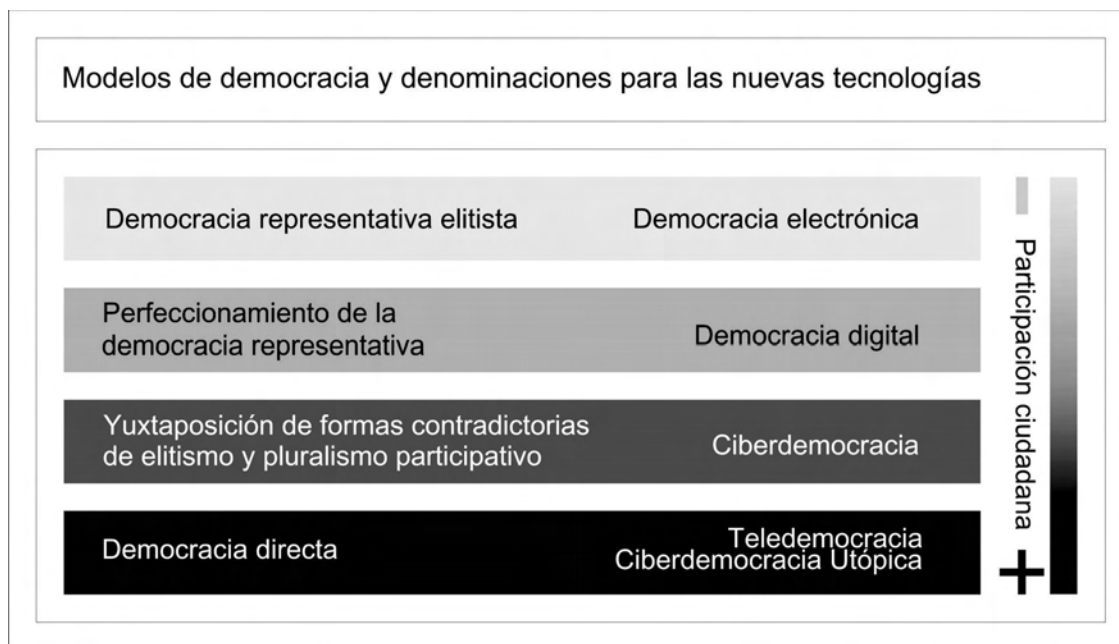 Modelos de democracia y denominaciones para las nuevas tecnologías
Democracia representativa elitista
Democracia electrónica
Perfeccionamiento de la
democracia representativa
Democracia digital
Yuxtaposición de formas contradictorias
de elitismo y pluralismo participativo
Ciberdemocracia
Democracia directa
Teledemocracia
Ciberdemocracia Utópica
Participación ciudadana